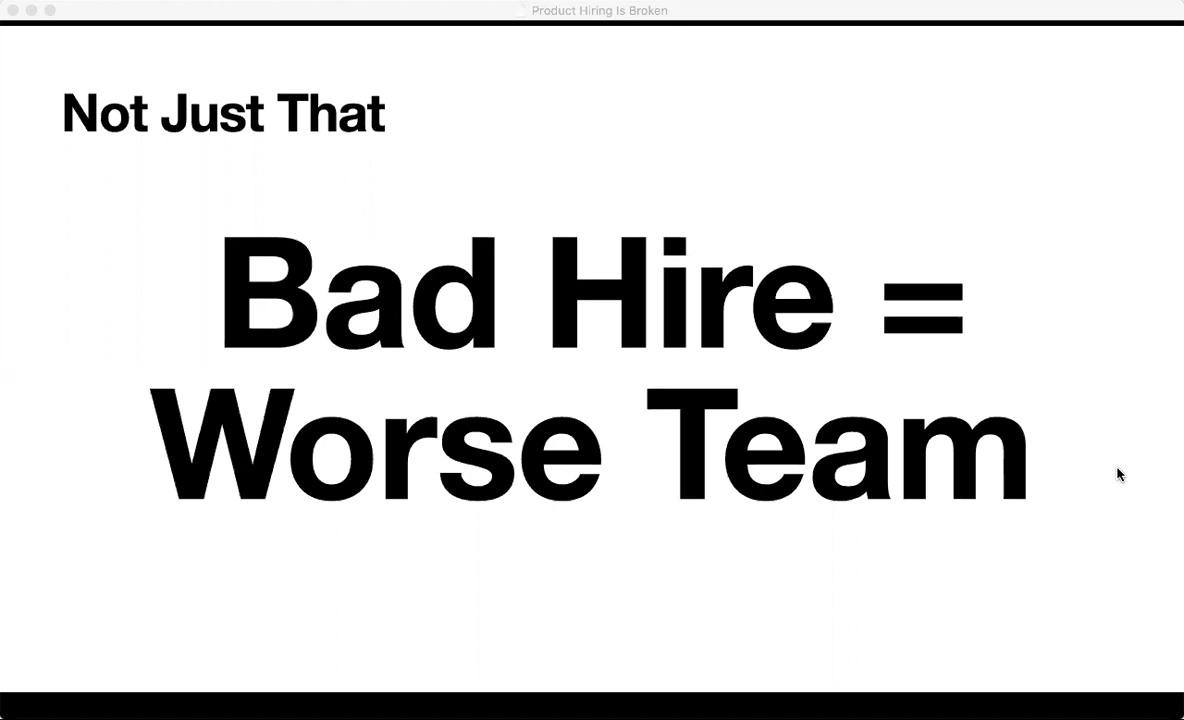 Product Hiring Is Broken
Not Just That
Bad Hire =
Worse Team